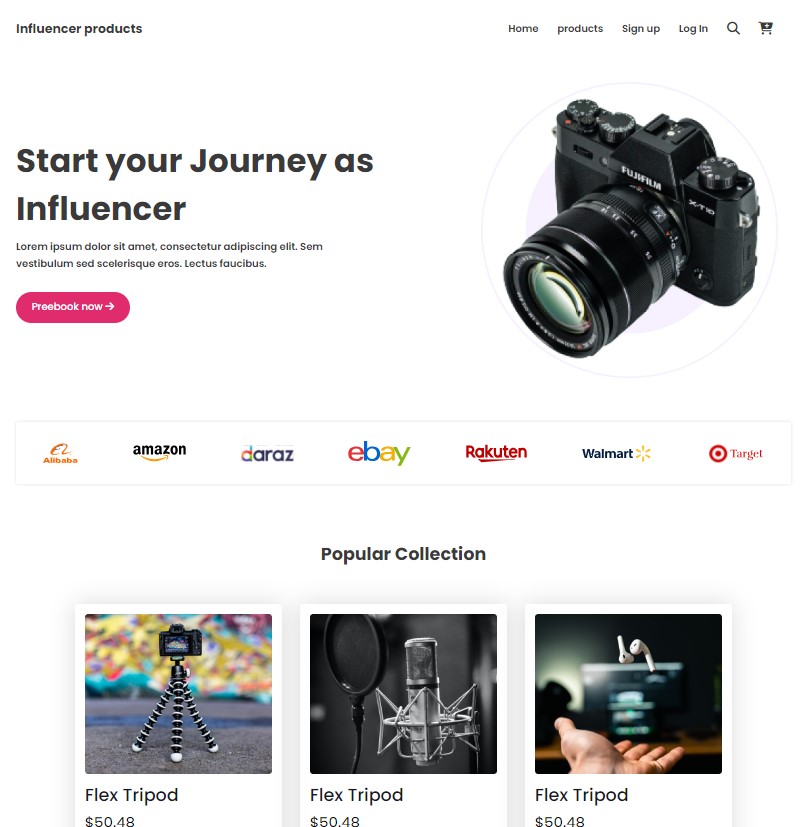 Influencer products
Home products Sign up Log In
Start your Journey as
Influencer
Lorem ipsum dolor sit amet, consectetur adipiscing elit. Sem
vestibulum sed scelerisque eros. Lectus faucibus.
Preebook now →
FUJIFILM
X-T10
Alibaba amazon daraz ebay Rakuten Walmart Target
Popular Collection
Flex Tripod Flex Tripod Flex Tripod
$50.48 $50.48 $50.48